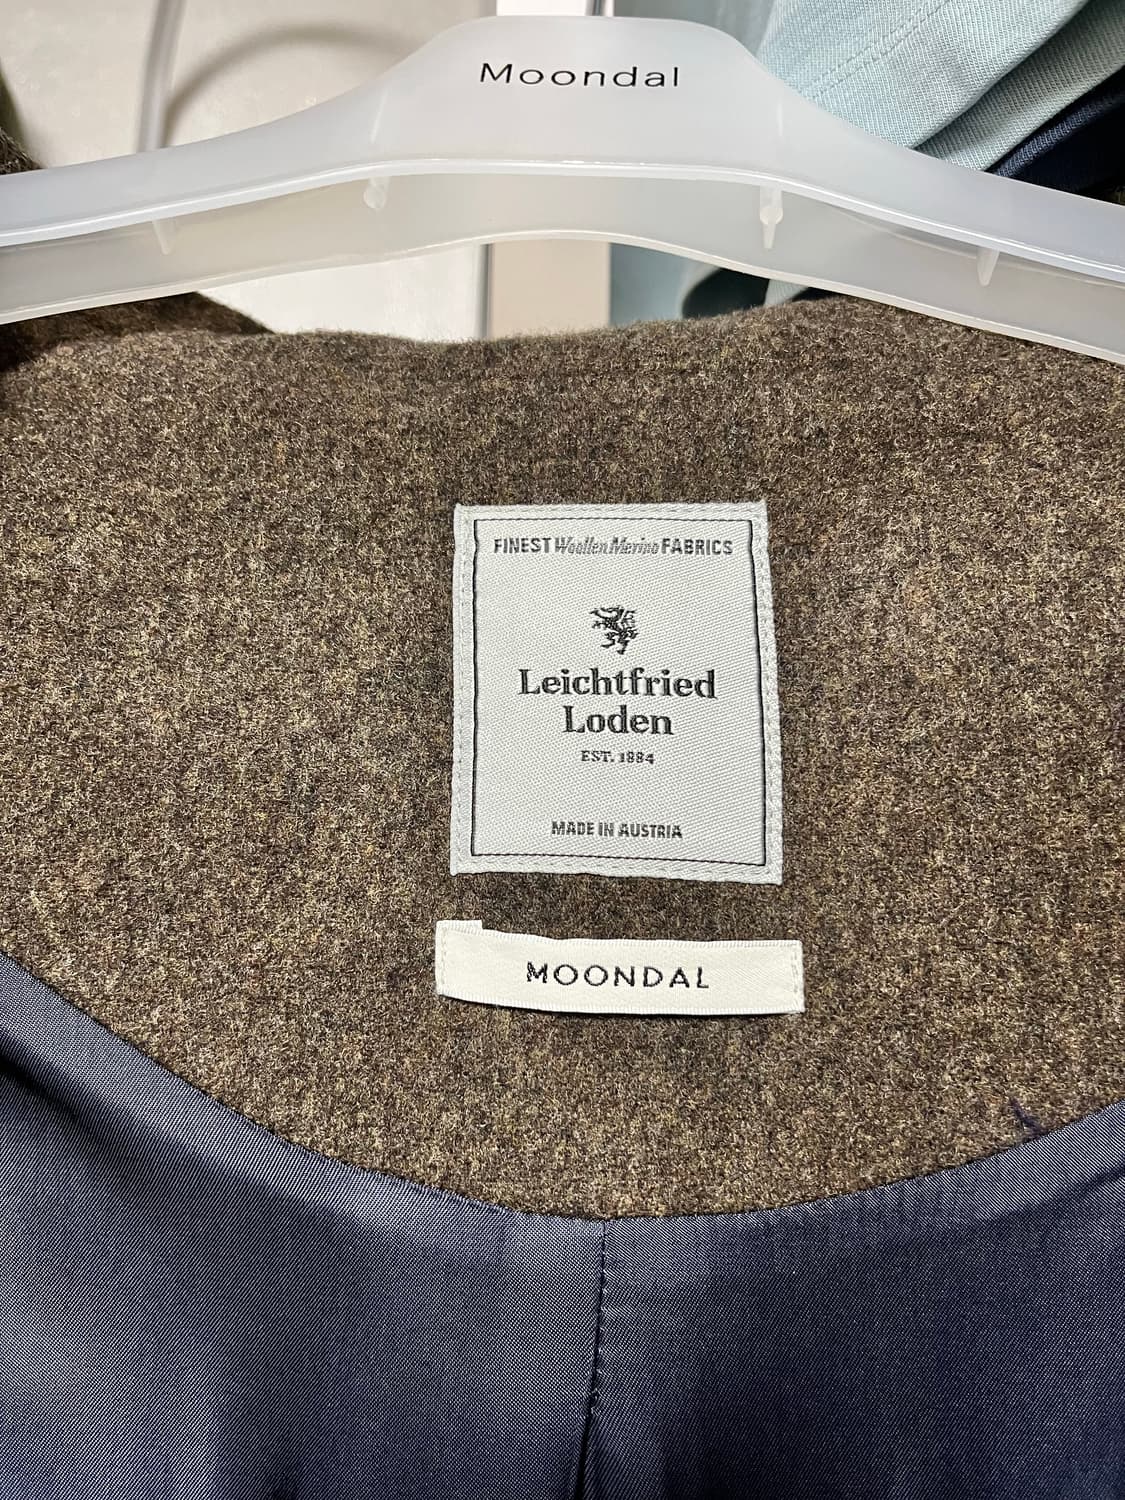 Moondal
FINEST Woollen Merino FABRICS
Leichtfried
Loden
EST. 1884
MADE IN AUSTRIA
MOONDAL